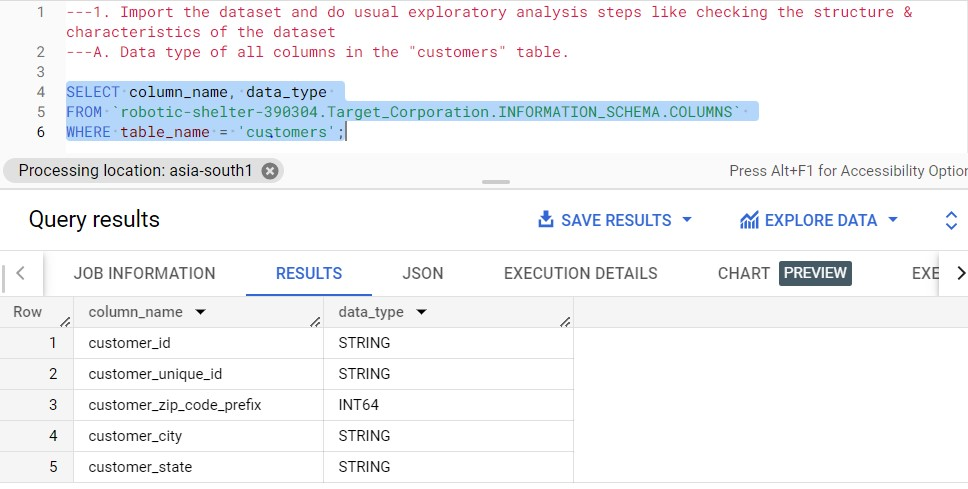 1 ---1. Import the dataset and do usual exploratory analysis steps like checking the structure &
characteristics of the dataset
2 ---A. Data type of all columns in the "customers" table.
3
4 SELECT column_name, data_type
5 FROM `robotic-shelter-390304.Target_Corporation.INFORMATION_SCHEMA.COLUMNS`
6 WHERE table_name = 'customers';
Processing location: asia-south1
Press Alt+F1 for Accessibility Option
Query results SAVE RESULTS EXPLORE DATA
JOB INFORMATION RESULTS JSON EXECUTION DETAILS CHART PREVIEW EXE
Row column_name data_type
1 customer_id STRING
2 customer_unique_id STRING
3 customer_zip_code_prefix INT64
4 customer_city STRING
5 customer_state STRING